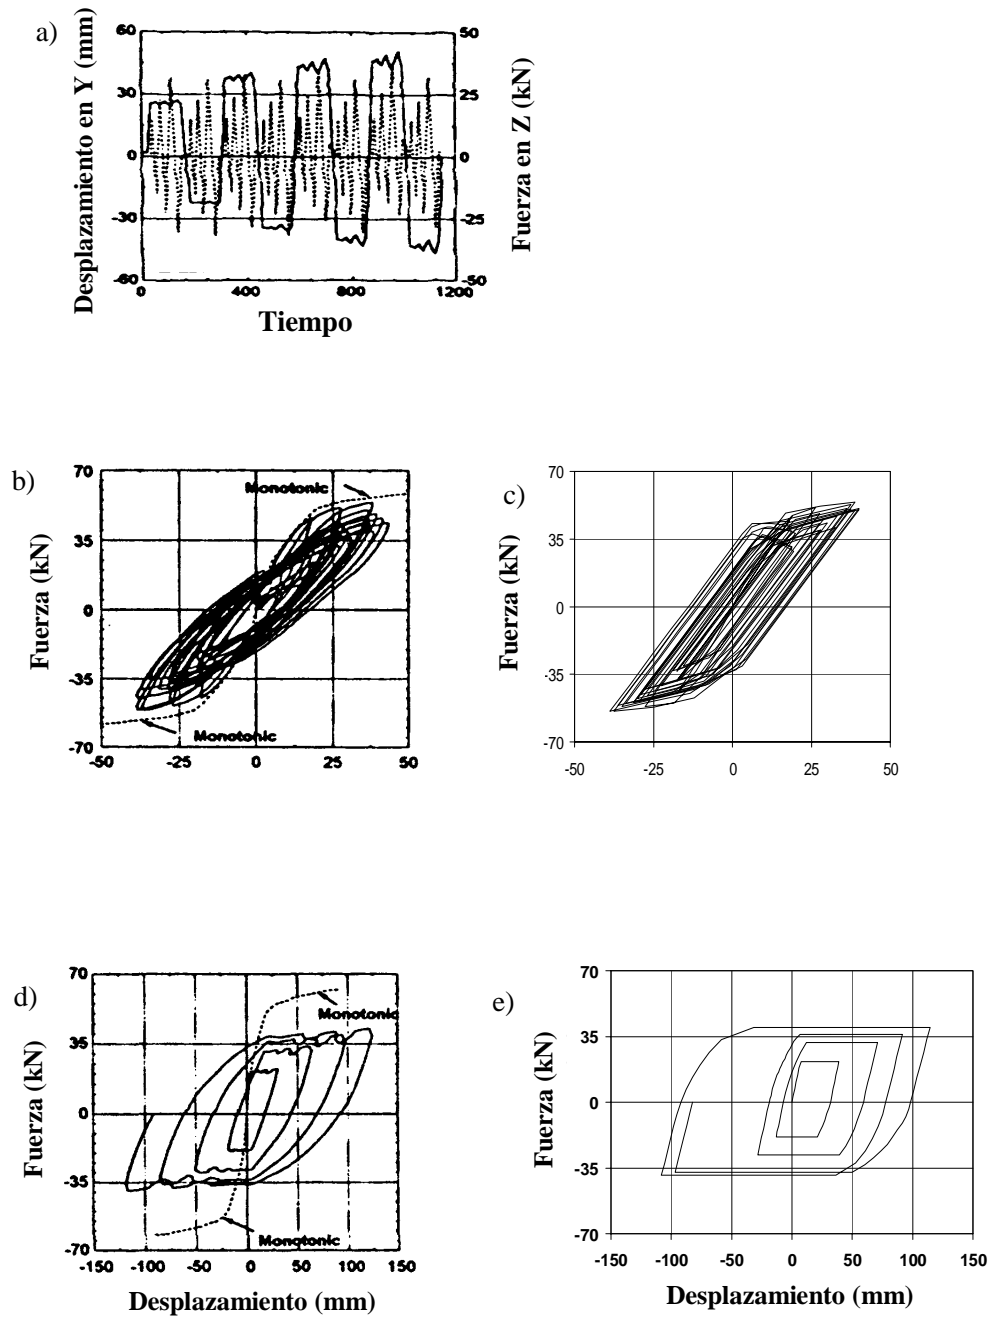 a)
Desplazamiento en Y (mm)
60
30
0
-30
-60
50
25
0
-25
-50
Fuerza en Z (kN)
0 400 800 1200
Tiempo
b)
Fuerza (kN)
70
35
0
-35
-70
Monotonic
Monotonic
-50 -25 0 25 50
c)
Fuerza (kN)
70
35
0
-35
-70
-50 -25 0 25 50
d)
Fuerza (kN)
70
35
0
-35
-70
Monotonic
Monotonic
-150 -100 -50 0 50 100 150
Desplazamiento (mm)
e)
Fuerza (kN)
70
35
0
-35
-70
-150 -100 -50 0 50 100 150
Desplazamiento (mm)